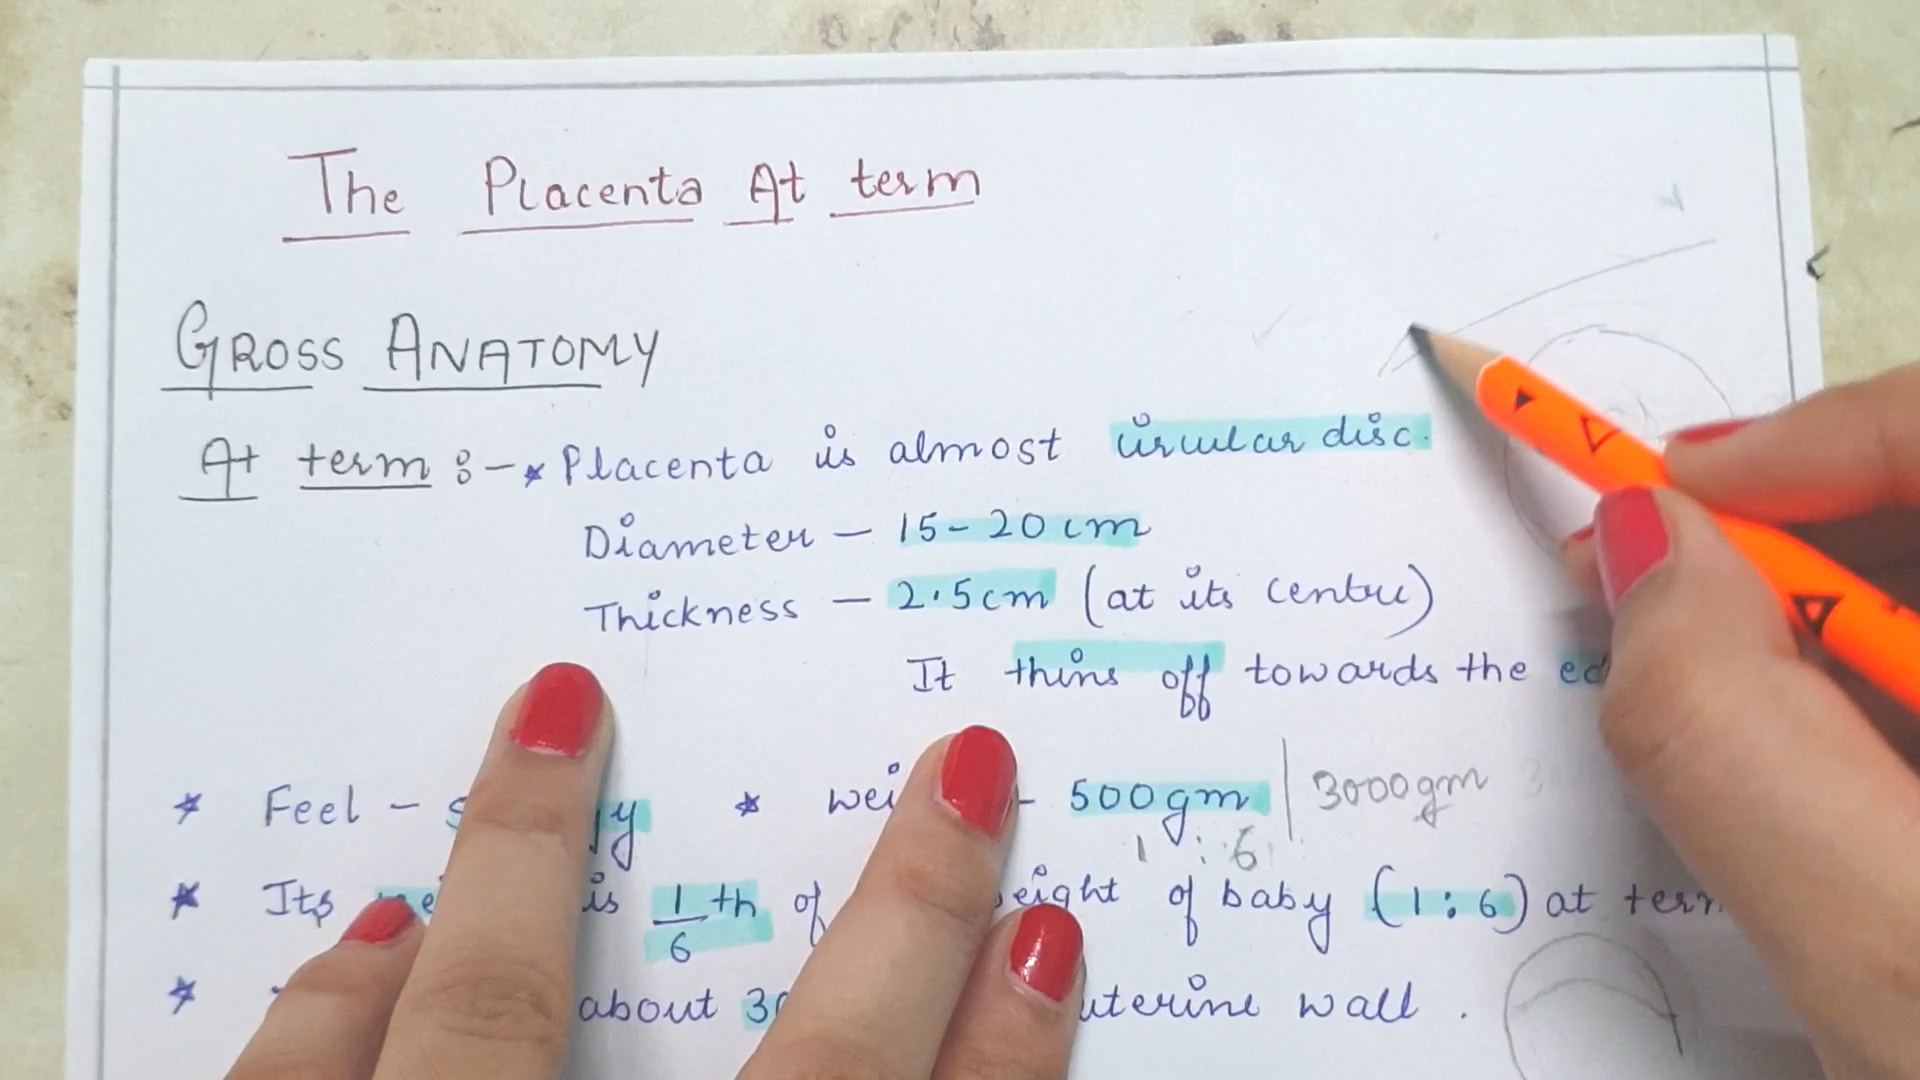 The Placenta At term
GROSS ANATOMY
At term :- * Placenta is almost circular disc.
Diameter - 15-20 cm
Thickness - 2.5cm (at its centre)
It thins off towards the
* Feel - * - 500gm | 3000gm
1 : 6
* Its is 1/6 th of weight of baby (1:6) at term
* about uterine wall.